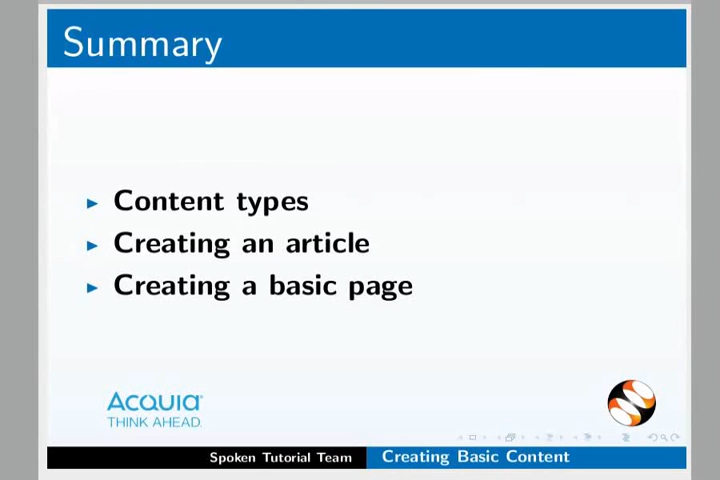 Summary
Content types
Creating an article
Creating a basic page
Acquia
THINK AHEAD.
Spoken Tutorial Team
Creating Basic Content